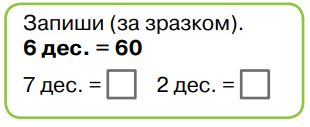 Запиши (за зразком).
6 дес. = 60
7 дес. = 2 дес. =